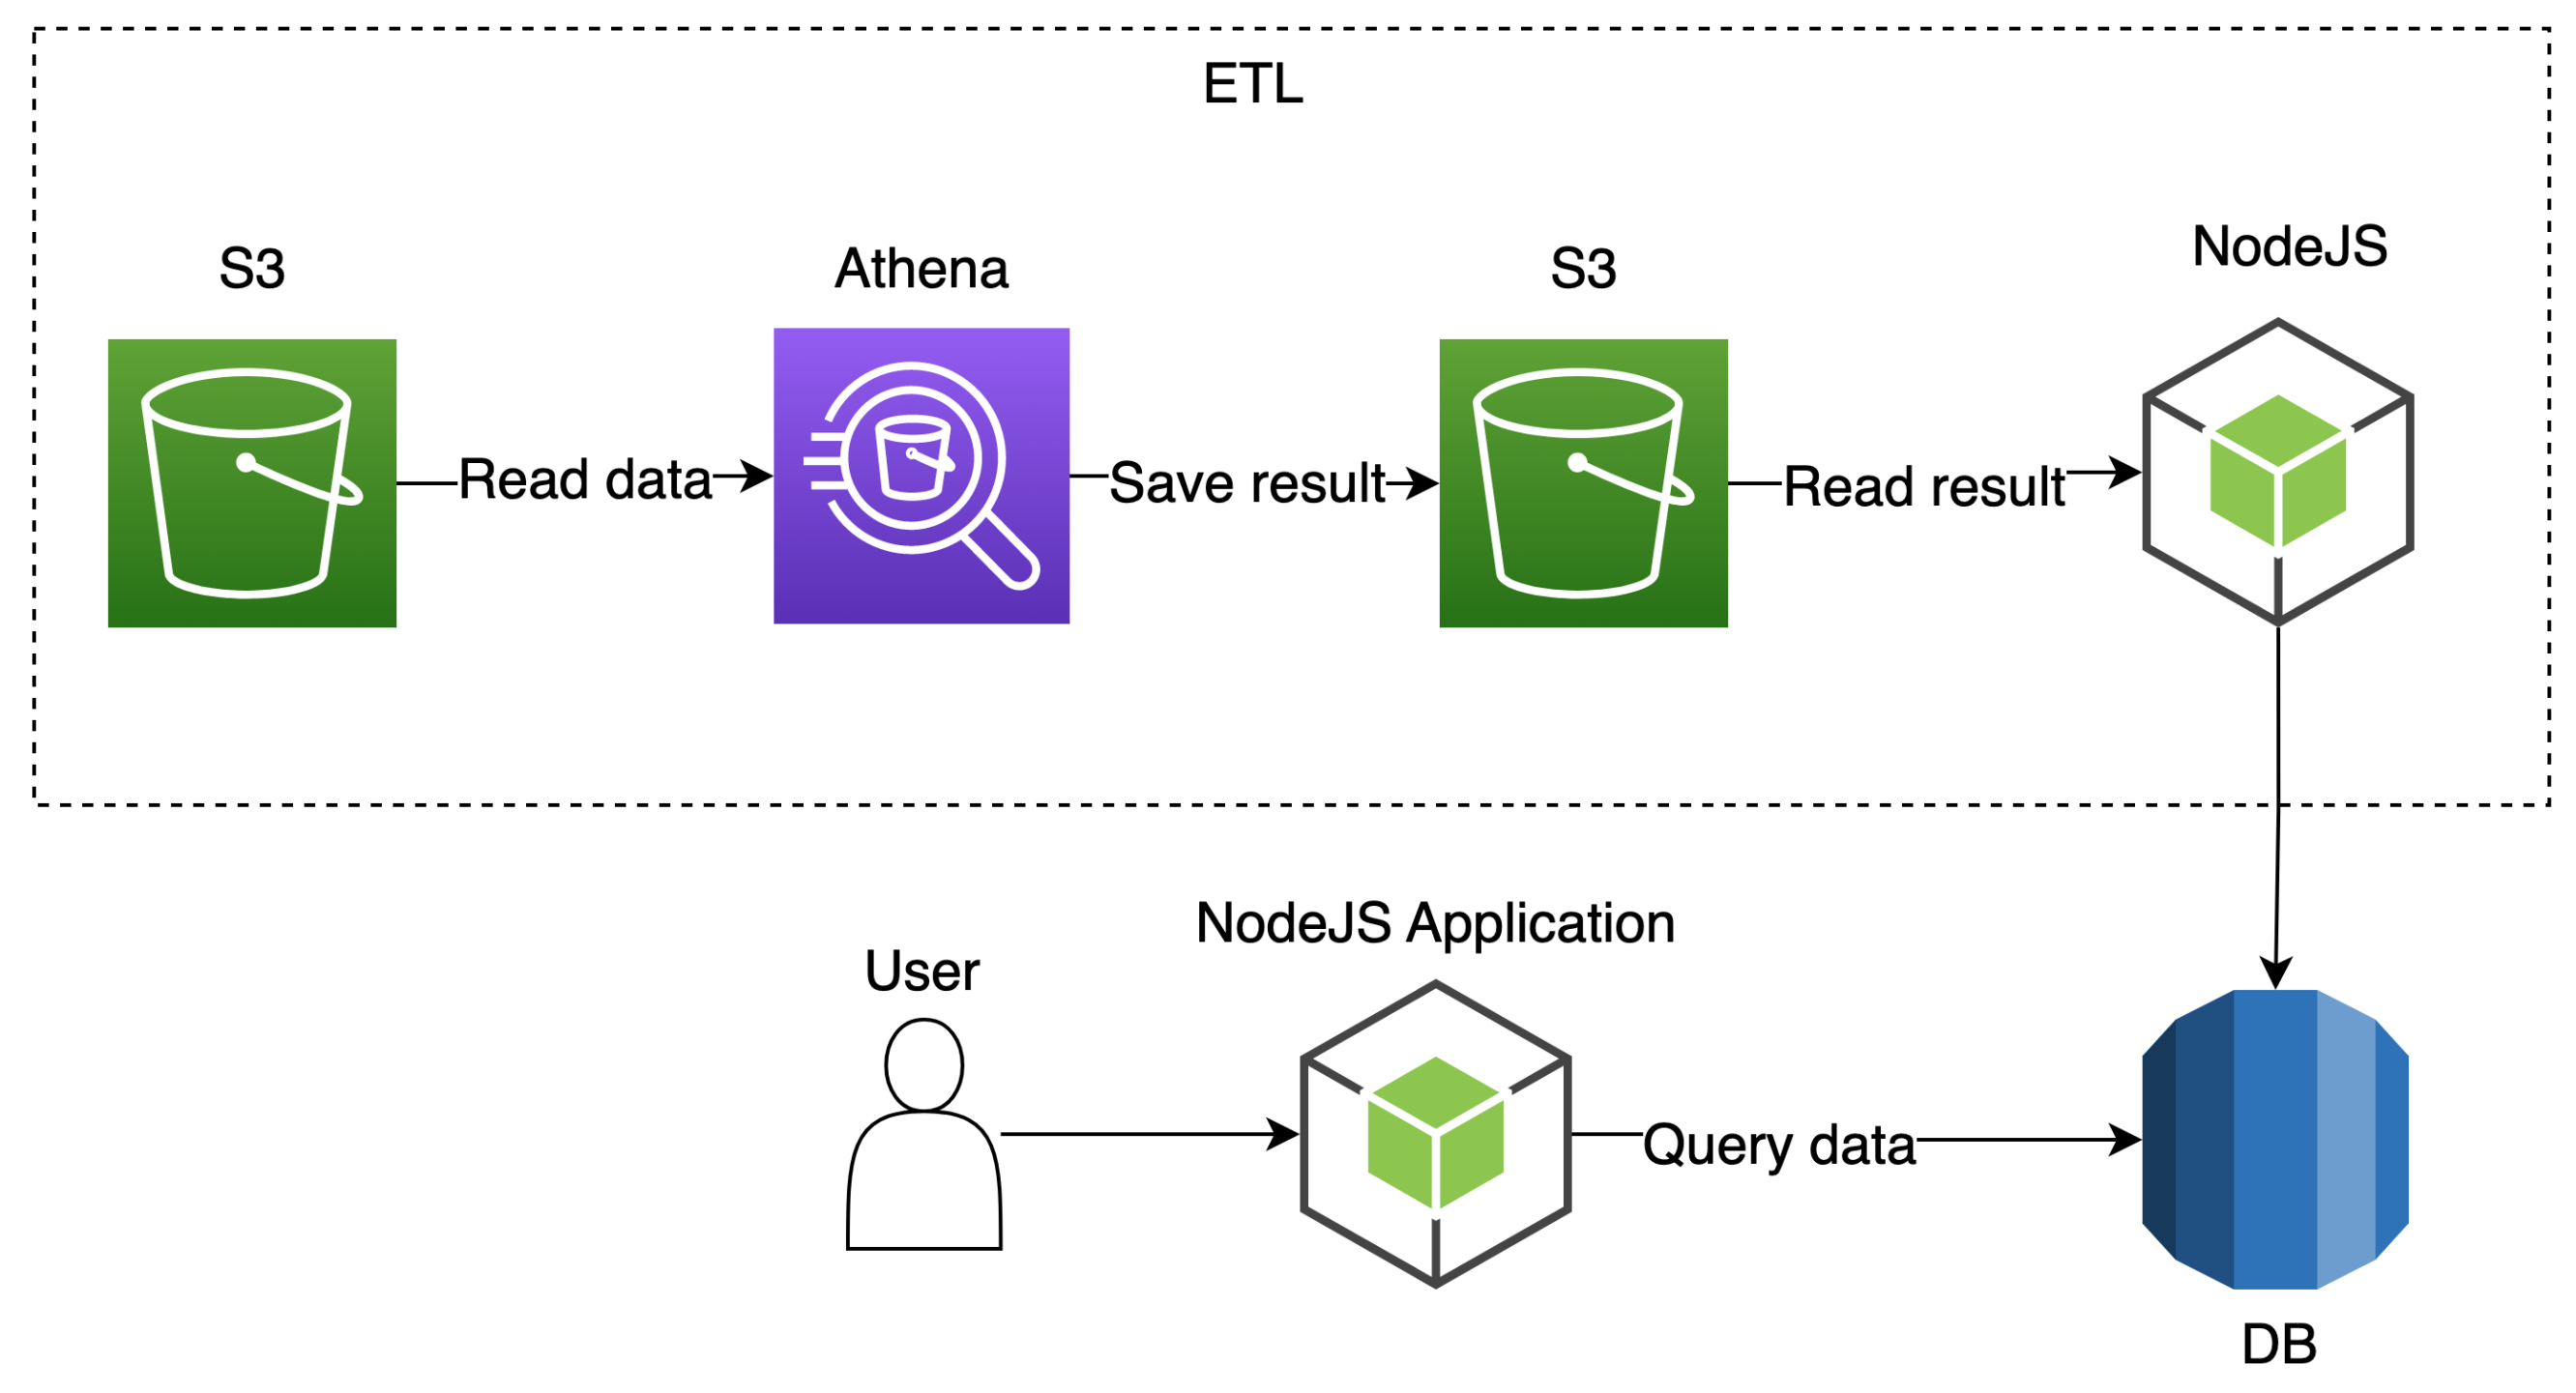 ETL
S3
Athena
S3
NodeJS
Read data
Save result
Read result
NodeJS Application
User
Query data
DB